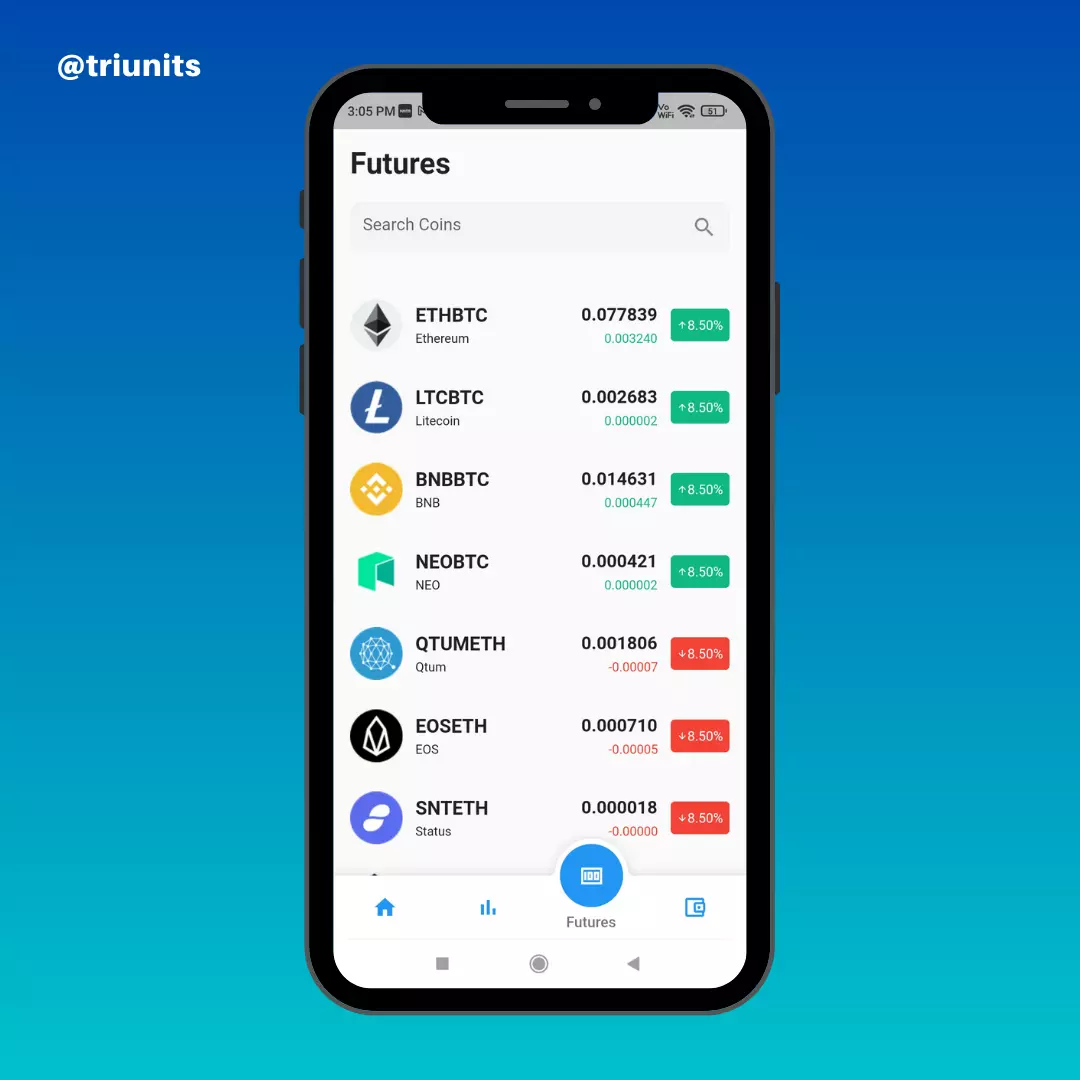 @triunits
3:05 PM
Vo
WiFi
51
Futures
Search Coins
ETHBTC 0.077839 ↑8.50%
Ethereum 0.003240
LTCBTC 0.002683 ↑8.50%
Litecoin 0.000002
BNBBTC 0.014631 ↑8.50%
BNB 0.000447
NEOBTC 0.000421 ↑8.50%
NEO 0.000002
QTUMETH 0.001806 ↓8.50%
Qtum -0.00007
EOSETH 0.000710 ↓8.50%
EOS -0.00005
SNTETH 0.000018 ↓8.50%
Status -0.00000
Futures